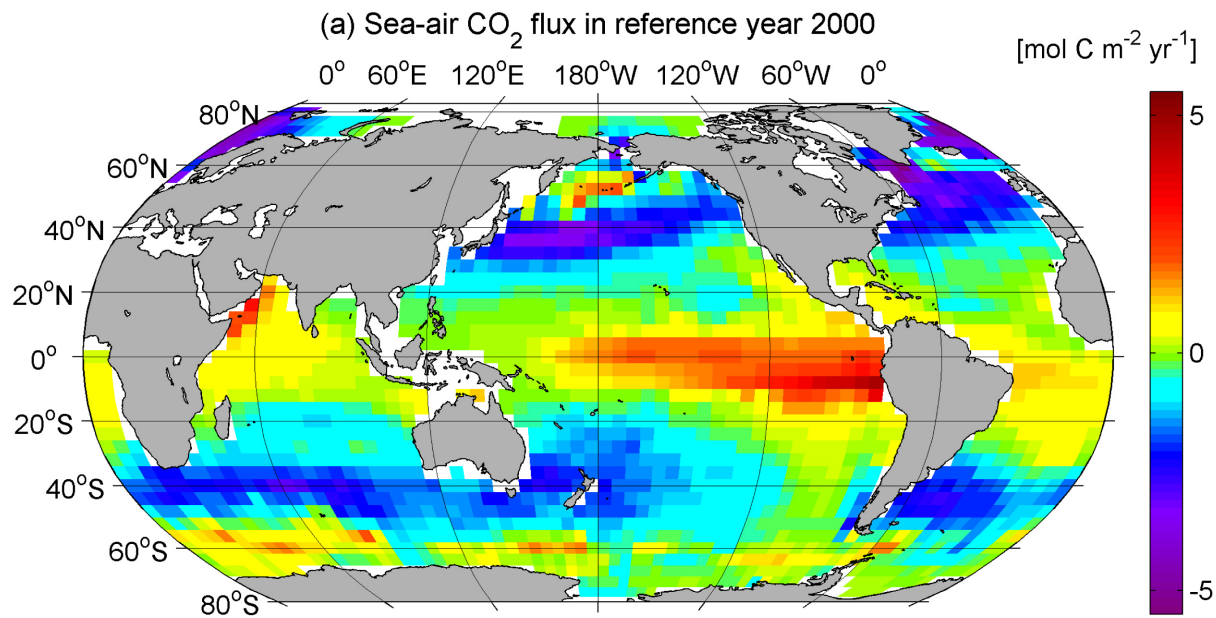 (a) Sea-air CO₂ flux in reference year 2000
[mol C m⁻² yr⁻¹]
0° 60°E 120°E 180°W 120°W 60°W 0°
80°N
60°N
40°N
20°N
0°
20°S
40°S
60°S
80°S
5
0
-5